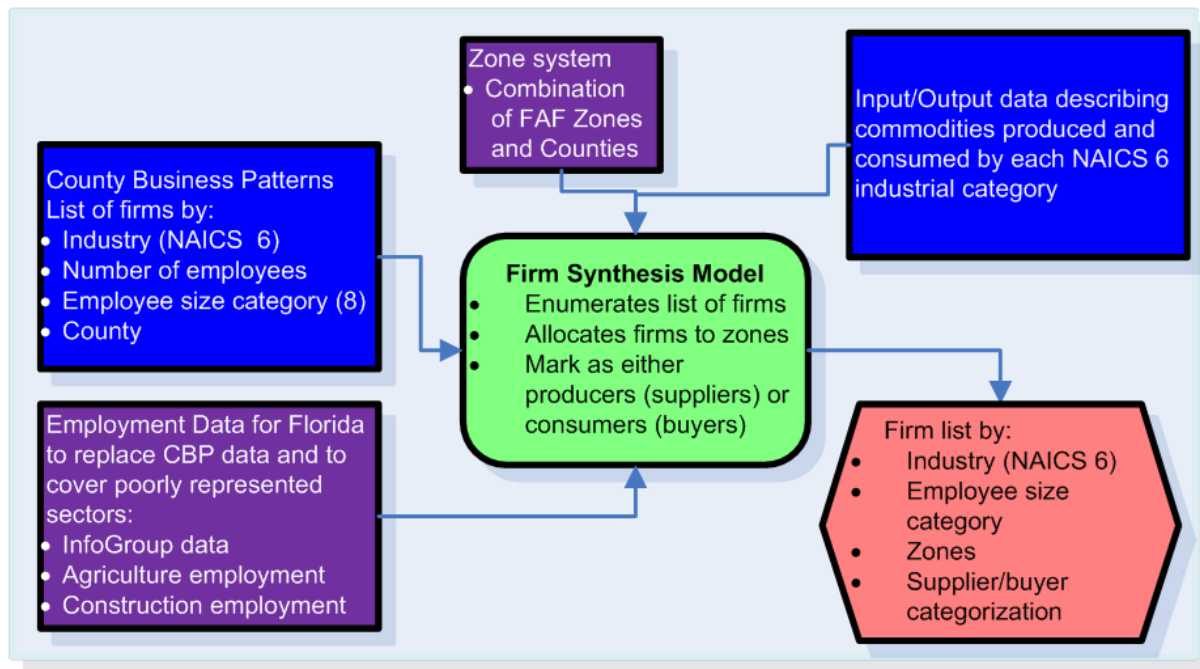 Zone system
• Combination
of FAF Zones
and Counties
Input/Output data describing
commodities produced and
consumed by each NAICS 6
industrial category
County Business Patterns
List of firms by:
• Industry (NAICS 6)
• Number of employees
• Employee size category (8)
• County
Firm Synthesis Model
• Enumerates list of firms
• Allocates firms to zones
• Mark as either
producers (suppliers) or
consumers (buyers)
Employment Data for Florida
to replace CBP data and to
cover poorly represented
sectors:
• InfoGroup data
• Agriculture employment
• Construction employment
Firm list by:
• Industry (NAICS 6)
• Employee size
category
• Zones
• Supplier/buyer
categorization